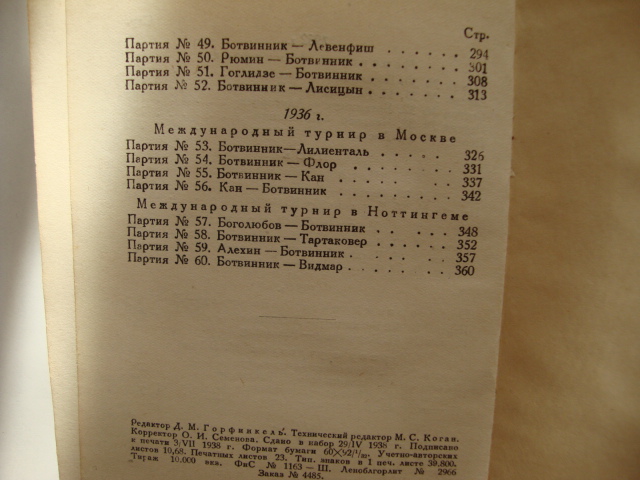 Стр.
Партия № 49. Ботвинник — Левенфиш . . . . . . 294
Партия № 50. Рюмин — Ботвинник . . . . . . . 301
Партия № 51. Гоглидзе — Ботвинник . . . . . . 308
Партия № 52. Ботвинник — Лисицын . . . . . . 313
1936 г.
Международный турнир в Москве
Партия № 53. Ботвинник—Лилиенталь . . . . . . 326
Партия № 54. Ботвинник — Флор . . . . . . . 331
Партия № 55. Ботвинник — Кан . . . . . . . 337
Партия № 56. Кан — Ботвинник . . . . . . . 342
Международный турнир в Ноттингеме
Партия № 57. Боголюбов — Ботвинник . . . . . 348
Партия № 58. Ботвинник — Тартаковер . . . . . 352
Партия № 59. Алехин — Ботвинник . . . . . . 357
Партия № 60. Ботвинник — Видмар . . . . . . 360
Редактор Д. М. Горфинкель. Технический редактор М. С. Коган.
Корректор О. И. Семенова. Сдано в набор 29/IV 1938 г. Подписано
к печати 3/VII 1938 г. Формат бумаги 60×92/1/16. Учетно-авторских
листов 10,68. Печатных листов 23. Тип. знаков в 1 печ. листе 39.800.
Тираж 10.000 экз. ФиС № 1163 — III. Леноблгорлит № 2966
Заказ № 4485.